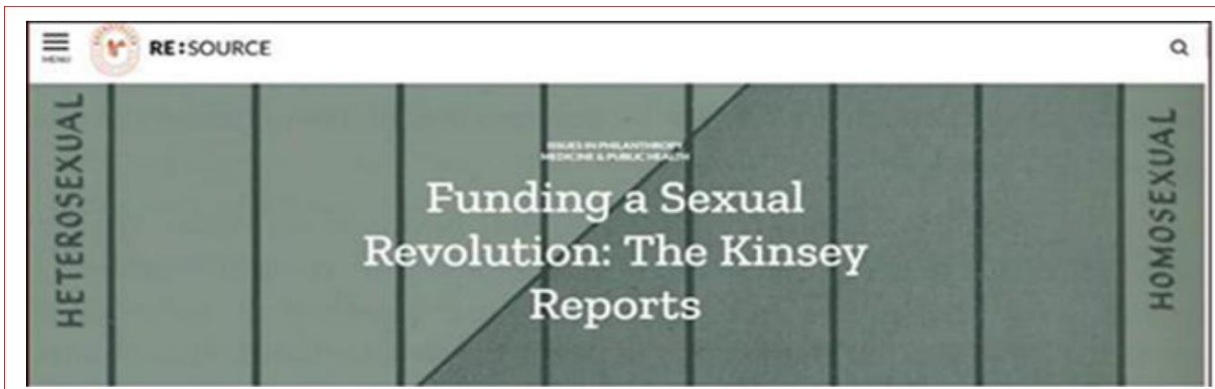 MENU
RE:SOURCE
HETEROSEXUAL
ISSUES IN PHILANTHROPY
MEDICINE & PUBLIC HEALTH
Funding a Sexual
Revolution: The Kinsey
Reports
HOMOSEXUAL